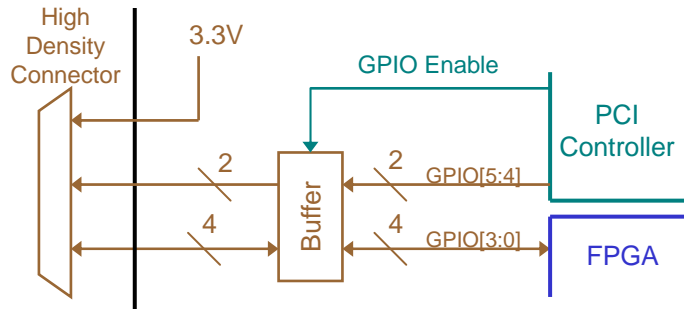 High
Density
Connector
3.3V
GPIO Enable
PCI
Controller
2
2
GPIO[5:4]
Buffer
4
4
GPIO[3:0]
FPGA